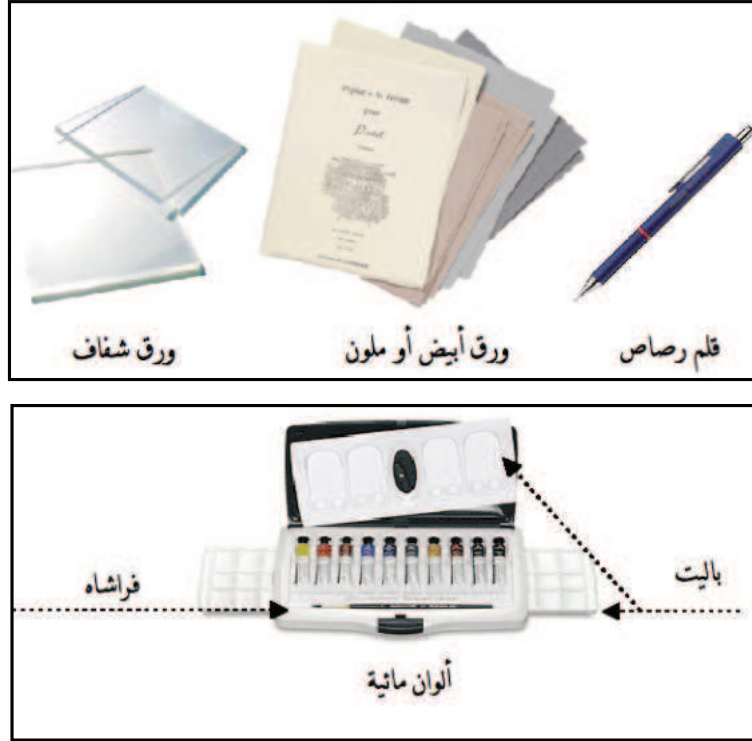 قلم رصاص
ورق أبيض أو ملون
ورق شفاف
باليت
فراشاه
ألوان مائية